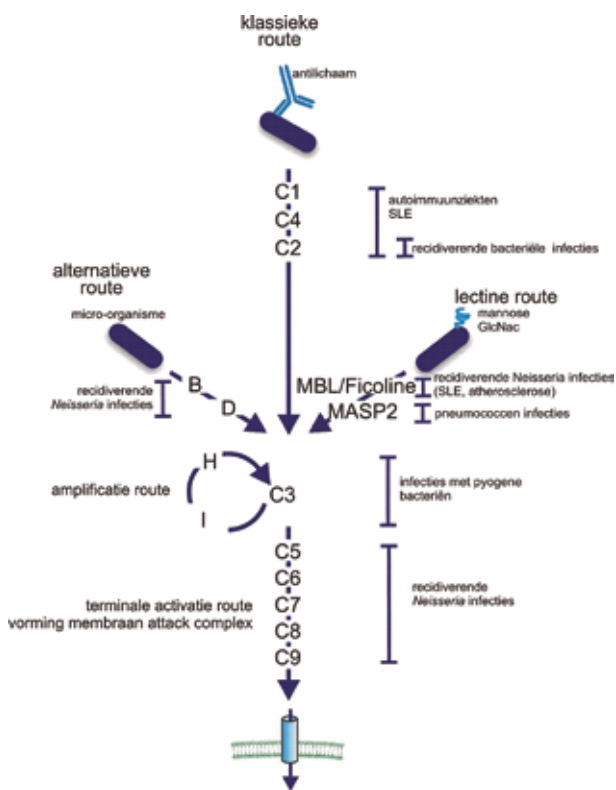 klassieke
route
antilichaam
C1
C4
C2
autoimmuunziekten
SLE
recidiverende bacteriële infecties
alternatieve
route
micro-organisme
lectine route
mannose
GlcNac
B
D
recidiverende
Neisseria infecties
MBL/Ficoline
MASP2
recidiverende Neisseria infecties
(SLE, atherosclerose)
pneumococcen infecties
H
I
C3
amplificatie route
infecties met pyogene
bacteriën
C5
C6
C7
C8
C9
terminale activatie route
vorming membraan attack complex
recidiverende
Neisseria infecties